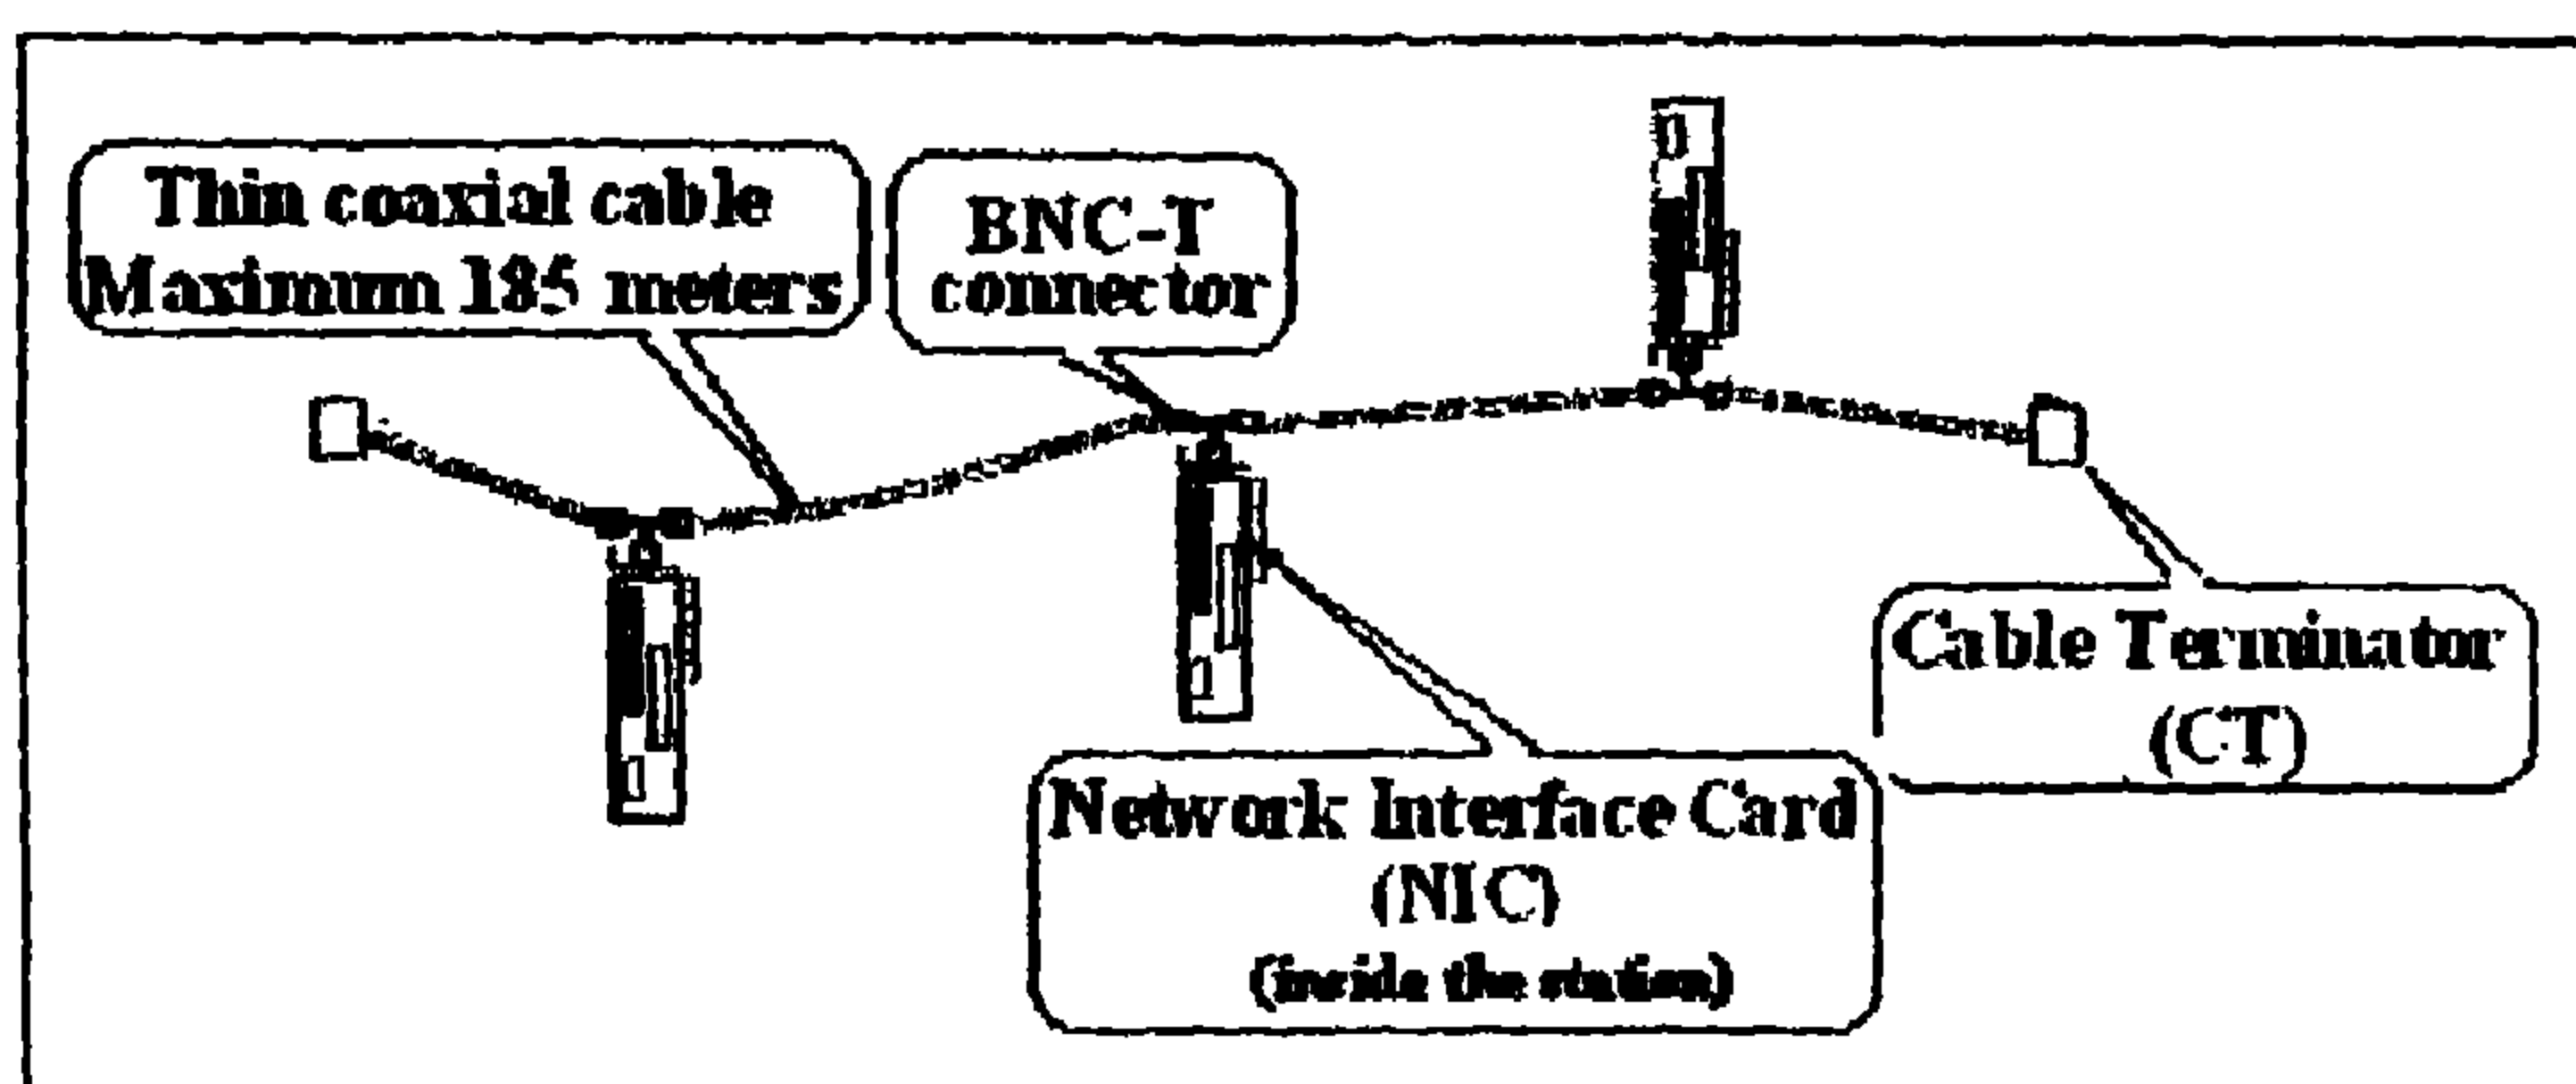 Thin coaxial cable
Maximum 185 meters
BNC-T
connector
Cable Terminator
(CT)
Network Interface Card
(NIC)
(inside the station)